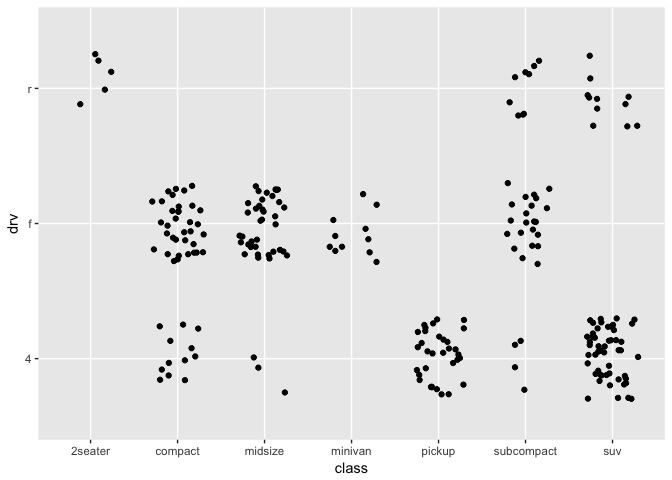 r
f
4
drv
2seater compact midsize minivan pickup subcompact suv
class